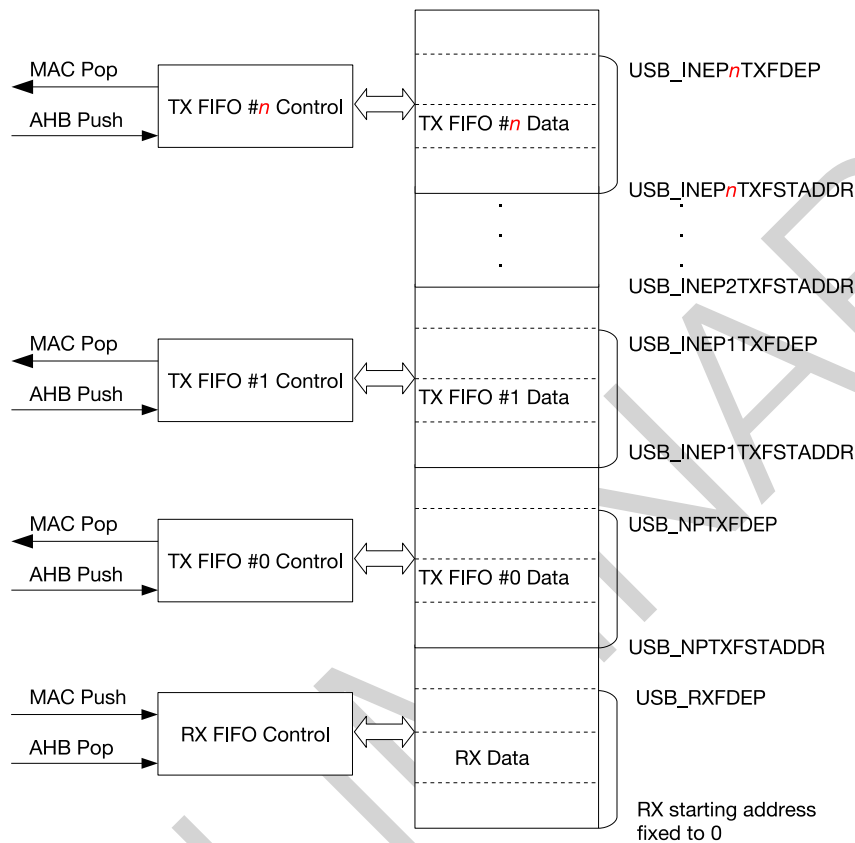 MAC Pop
AHB Push
TX FIFO #n Control
TX FIFO #n Data
USB_INEPnTXFDEP
USB_INEPnTXFSTADDR
. .
. .
. .
USB_INEP2TXFSTADDR
MAC Pop
AHB Push
TX FIFO #1 Control
TX FIFO #1 Data
USB_INEP1TXFDEP
USB_INEP1TXFSTADDR
MAC Pop
AHB Push
TX FIFO #0 Control
TX FIFO #0 Data
USB_NPTXFDEP
USB_NPTXFSTADDR
MAC Push
AHB Pop
RX FIFO Control
RX Data
USB_RXFDEP
RX starting address
fixed to 0